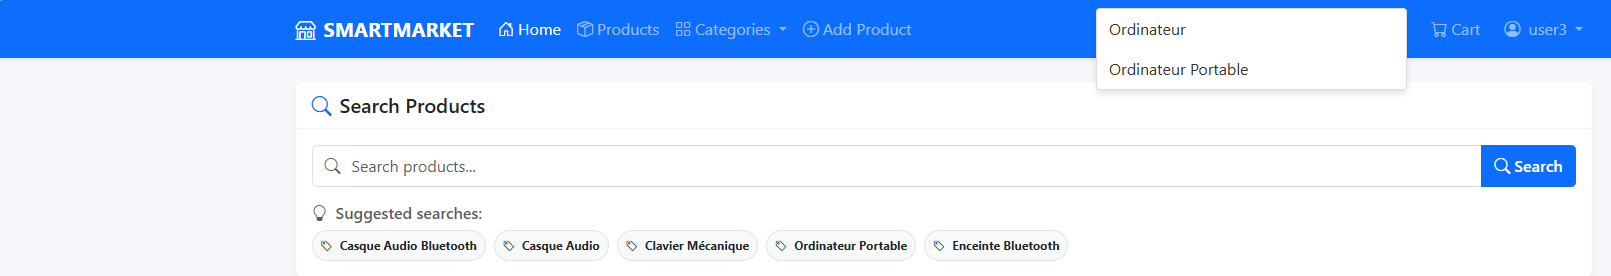 SMARTMARKET Home Products Categories Add Product Ordinateur Cart user3
Ordinateur Portable
Search Products
Search products... Search
Suggested searches:
Casque Audio Bluetooth Casque Audio Clavier Mécanique Ordinateur Portable Enceinte Bluetooth